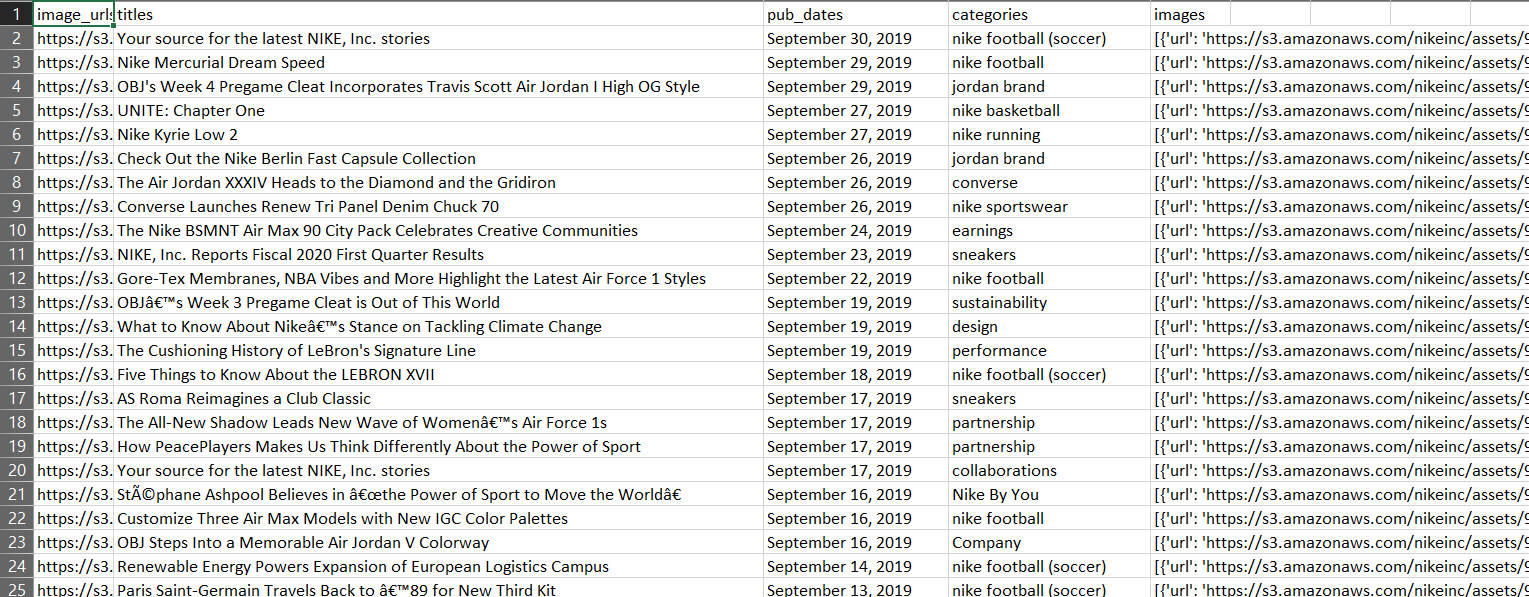 1 image_urls titles pub_dates categories images
2 https://s3. Your source for the latest NIKE, Inc. stories September 30, 2019 nike football (soccer) [{'url': 'https://s3.amazonaws.com/nikeinc/assets/9
3 https://s3. Nike Mercurial Dream Speed September 29, 2019 nike football [{'url': 'https://s3.amazonaws.com/nikeinc/assets/9
4 https://s3. OBJ's Week 4 Pregame Cleat Incorporates Travis Scott Air Jordan I High OG Style September 29, 2019 jordan brand [{'url': 'https://s3.amazonaws.com/nikeinc/assets/9
5 https://s3. UNITE: Chapter One September 27, 2019 nike basketball [{'url': 'https://s3.amazonaws.com/nikeinc/assets/9
6 https://s3. Nike Kyrie Low 2 September 27, 2019 nike running [{'url': 'https://s3.amazonaws.com/nikeinc/assets/9
7 https://s3. Check Out the Nike Berlin Fast Capsule Collection September 26, 2019 jordan brand [{'url': 'https://s3.amazonaws.com/nikeinc/assets/9
8 https://s3. The Air Jordan XXXIV Heads to the Diamond and the Gridiron September 26, 2019 converse [{'url': 'https://s3.amazonaws.com/nikeinc/assets/9
9 https://s3. Converse Launches Renew Tri Panel Denim Chuck 70 September 26, 2019 nike sportswear [{'url': 'https://s3.amazonaws.com/nikeinc/assets/9
10 https://s3. The Nike BSMNT Air Max 90 City Pack Celebrates Creative Communities September 24, 2019 earnings [{'url': 'https://s3.amazonaws.com/nikeinc/assets/9
11 https://s3. NIKE, Inc. Reports Fiscal 2020 First Quarter Results September 23, 2019 sneakers [{'url': 'https://s3.amazonaws.com/nikeinc/assets/9
12 https://s3. Gore-Tex Membranes, NBA Vibes and More Highlight the Latest Air Force 1 Styles September 22, 2019 nike football [{'url': 'https://s3.amazonaws.com/nikeinc/assets/9
13 https://s3. OBJâ€™s Week 3 Pregame Cleat is Out of This World September 19, 2019 sustainability [{'url': 'https://s3.amazonaws.com/nikeinc/assets/9
14 https://s3. What to Know About Nikeâ€™s Stance on Tackling Climate Change September 19, 2019 design [{'url': 'https://s3.amazonaws.com/nikeinc/assets/9
15 https://s3. The Cushioning History of LeBron's Signature Line September 19, 2019 performance [{'url': 'https://s3.amazonaws.com/nikeinc/assets/9
16 https://s3. Five Things to Know About the LEBRON XVII September 18, 2019 nike football (soccer) [{'url': 'https://s3.amazonaws.com/nikeinc/assets/9
17 https://s3. AS Roma Reimagines a Club Classic September 17, 2019 sneakers [{'url': 'https://s3.amazonaws.com/nikeinc/assets/9
18 https://s3. The All-New Shadow Leads New Wave of Womenâ€™s Air Force 1s September 17, 2019 partnership [{'url': 'https://s3.amazonaws.com/nikeinc/assets/9
19 https://s3. How PeacePlayers Makes Us Think Differently About the Power of Sport September 17, 2019 partnership [{'url': 'https://s3.amazonaws.com/nikeinc/assets/9
20 https://s3. Your source for the latest NIKE, Inc. stories September 17, 2019 collaborations [{'url': 'https://s3.amazonaws.com/nikeinc/assets/9
21 https://s3. StÃ©phane Ashpool Believes in â€œthe Power of Sport to Move the Worldâ€ September 16, 2019 Nike By You [{'url': 'https://s3.amazonaws.com/nikeinc/assets/9
22 https://s3. Customize Three Air Max Models with New IGC Color Palettes September 16, 2019 nike football [{'url': 'https://s3.amazonaws.com/nikeinc/assets/9
23 https://s3. OBJ Steps Into a Memorable Air Jordan V Colorway September 16, 2019 Company [{'url': 'https://s3.amazonaws.com/nikeinc/assets/9
24 https://s3. Renewable Energy Powers Expansion of European Logistics Campus September 14, 2019 nike football (soccer) [{'url': 'https://s3.amazonaws.com/nikeinc/assets/9
25 https://s3. Paris Saint-Germain Travels Back to â€™89 for New Third Kit September 13, 2019 nike football (soccer) [{'url': 'https://s3.amazonaws.com/nikeinc/assets/9